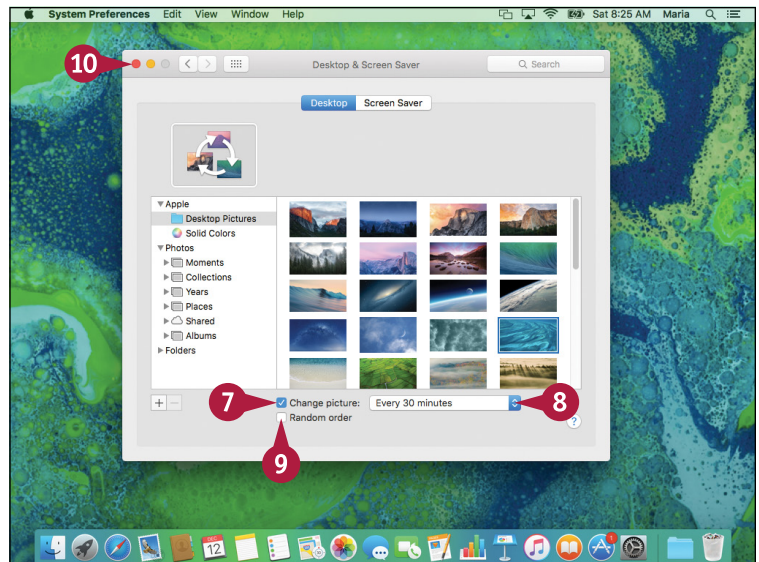 System Preferences Edit View Window Help Sat 8:25 AM Maria
10
Desktop & Screen Saver Search
Desktop Screen Saver
Apple
Desktop Pictures
Solid Colors
Photos
Moments
Collections
Years
Places
Shared
Albums
Folders
+ −
7 Change picture: Every 30 minutes 8
Random order ?
9
DEC
12
1